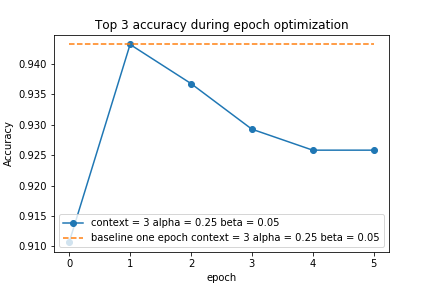 Top 3 accuracy during epoch optimization
0.940
0.935
0.930
0.925
0.920
0.915
0.910
Accuracy
context = 3 alpha = 0.25 beta = 0.05
baseline one epoch context = 3 alpha = 0.25 beta = 0.05
0 1 2 3 4 5
epoch